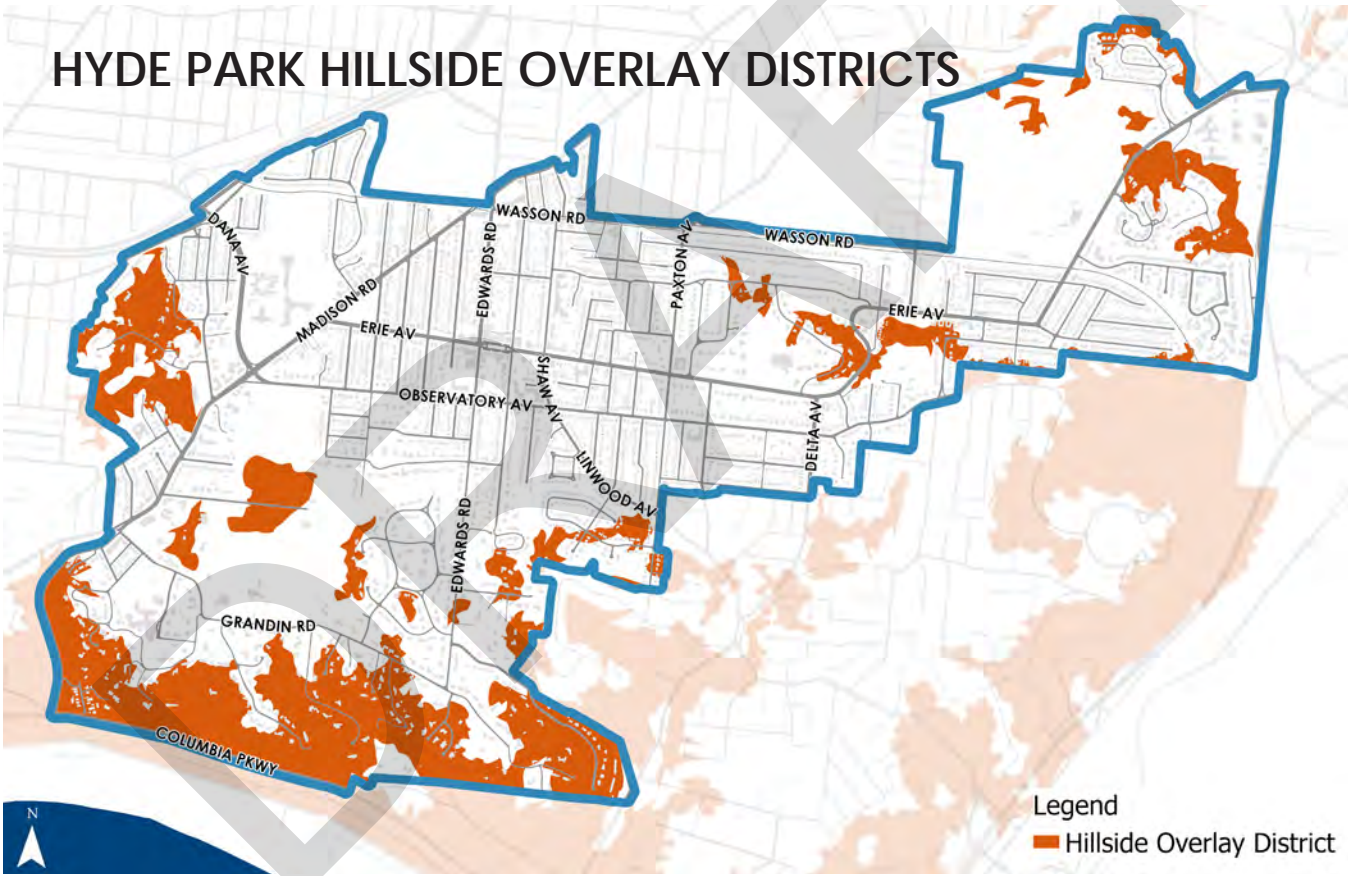 HYDE PARK HILLSIDE OVERLAY DISTRICTS
DRAFT
DANA AV
WASSON RD
WASSON RD
PAXTON AV
EDWARDS RD
MADISON RD
ERIE AV
ERIE AV
SHAW AV
OBSERVATORY AV
DELTA AV
LINWOOD AV
EDWARDS RD
GRANDIN RD
COLUMBIA PKWY
N
Legend
Hillside Overlay District